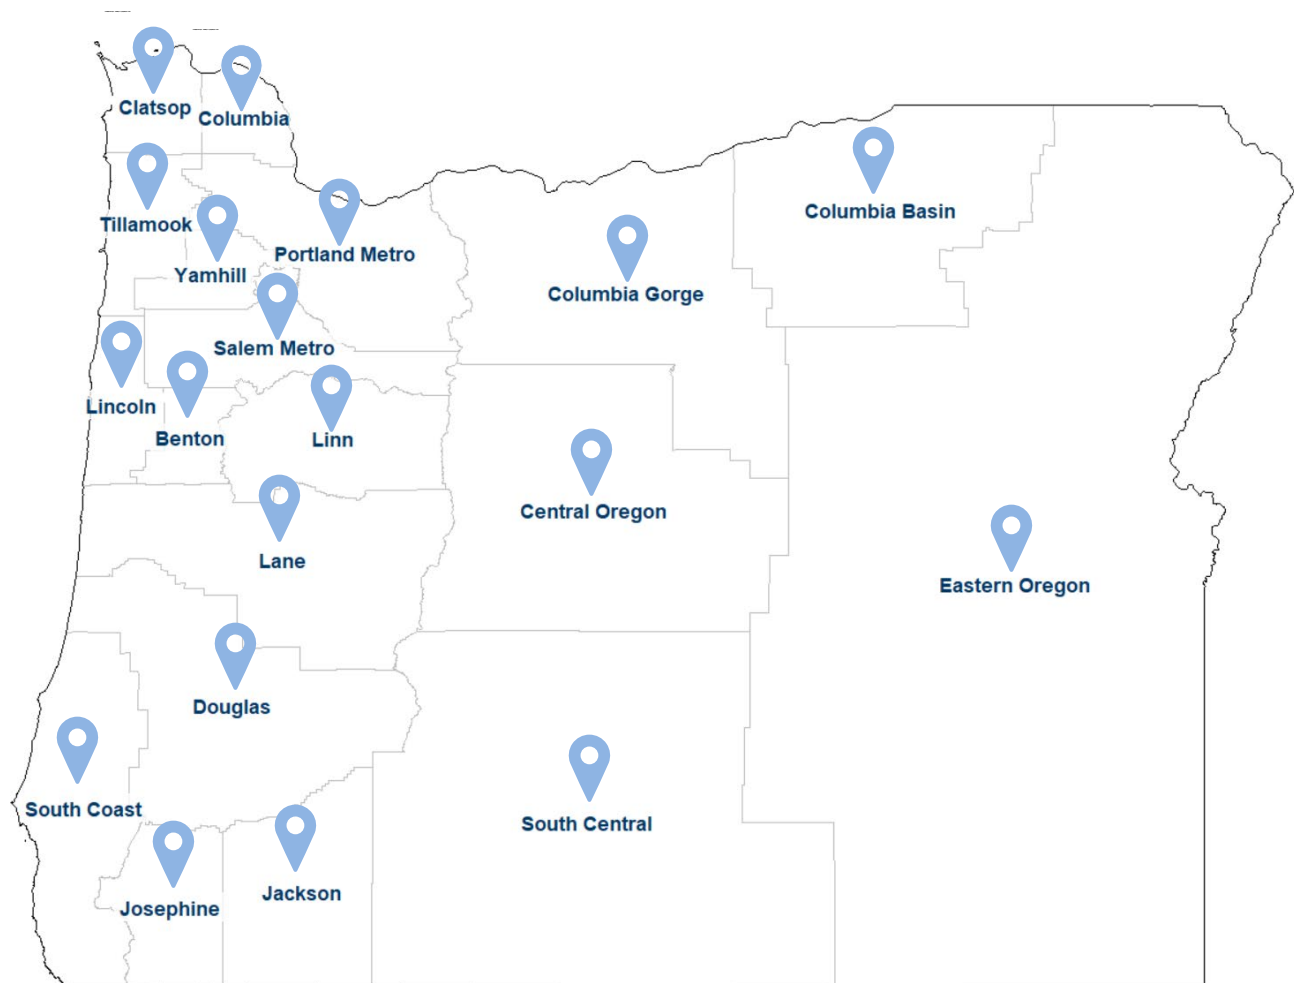 Clatsop
Columbia
Columbia Basin
Tillamook
Portland Metro
Yamhill
Columbia Gorge
Salem Metro
Lincoln
Benton
Linn
Central Oregon
Lane
Eastern Oregon
Douglas
South Coast
South Central
Jackson
Josephine